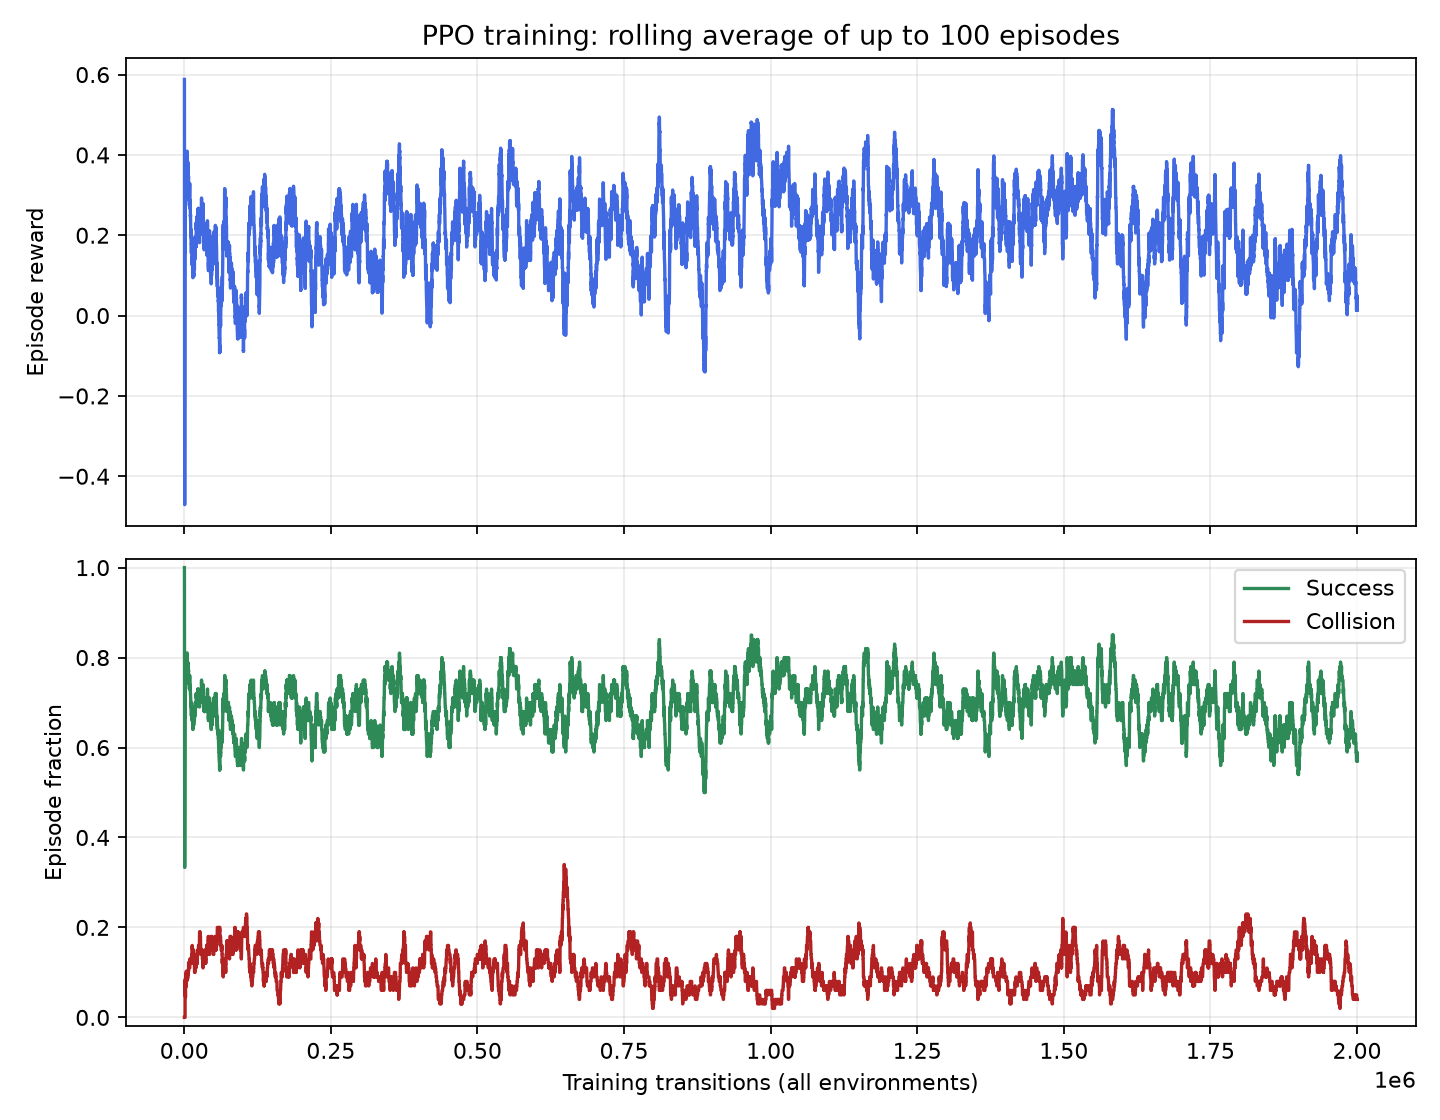 PPO training: rolling average of up to 100 episodes
0.6
0.4
0.2
0.0
−0.2
−0.4
Episode reward
1.0
0.8
0.6
0.4
0.2
0.0
Episode fraction
Success
Collision
0.00 0.25 0.50 0.75 1.00 1.25 1.50 1.75 2.00
1e6
Training transitions (all environments)